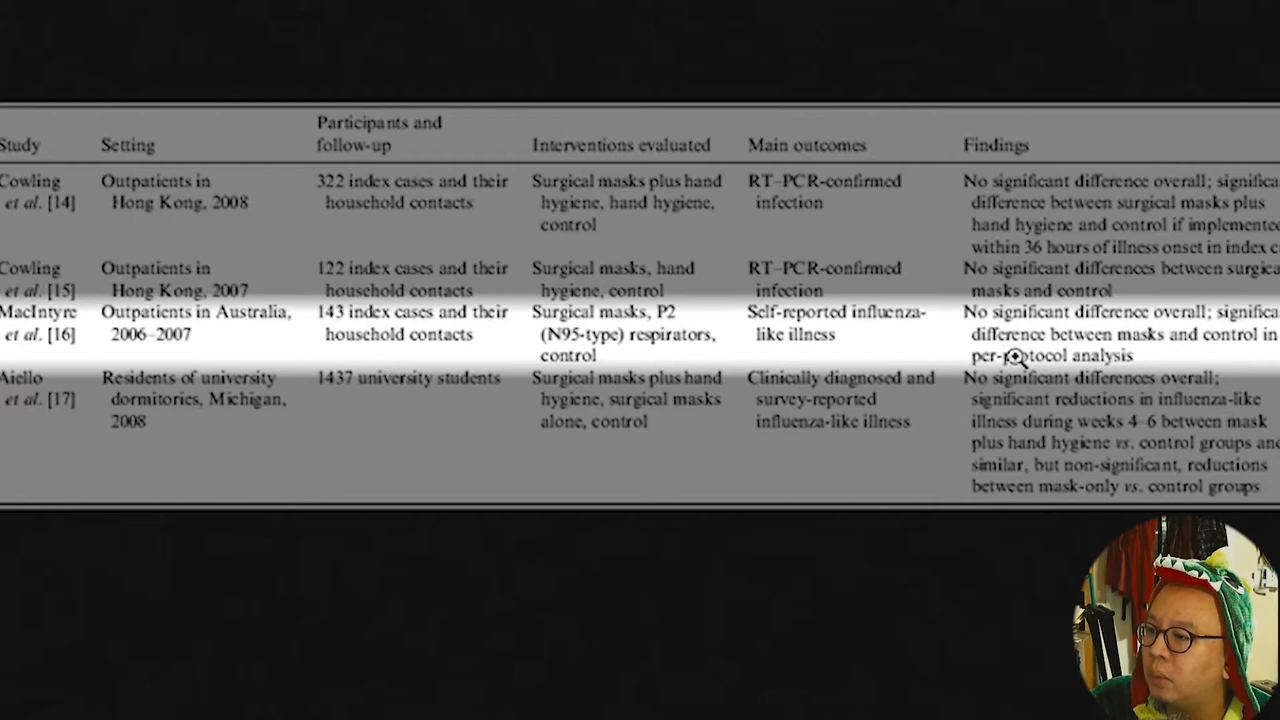 Participants and
Study Setting follow-up Interventions evaluated Main outcomes Findings
Cowling Outpatients in 322 index cases and their Surgical masks plus hand RT–PCR-confirmed No significant difference overall; significa
et al. [14] Hong Kong, 2008 household contacts hygiene, hand hygiene, infection difference between surgical masks plus
control hand hygiene and control if implemented
within 36 hours of illness onset in index c
Cowling Outpatients in 122 index cases and their Surgical masks, hand RT–PCR-confirmed No significant differences between surgica
et al. [15] Hong Kong, 2007 household contacts hygiene, control infection masks and control
MacIntyre Outpatients in Australia, 143 index cases and their Surgical masks, P2 Self-reported influenza- No significant difference overall; significa
et al. [16] 2006–2007 household contacts (N95-type) respirators, like illness difference between masks and control in
control per-protocol analysis
Aiello Residents of university 1437 university students Surgical masks plus hand Clinically diagnosed and No significant differences overall;
et al. [17] dormitories, Michigan, hygiene, surgical masks survey-reported significant reductions in influenza-like
2008 alone, control influenza-like illness illness during weeks 4–6 between mask
plus hand hygiene vs. control groups and
similar, but non-significant, reductions
between mask-only vs. control groups